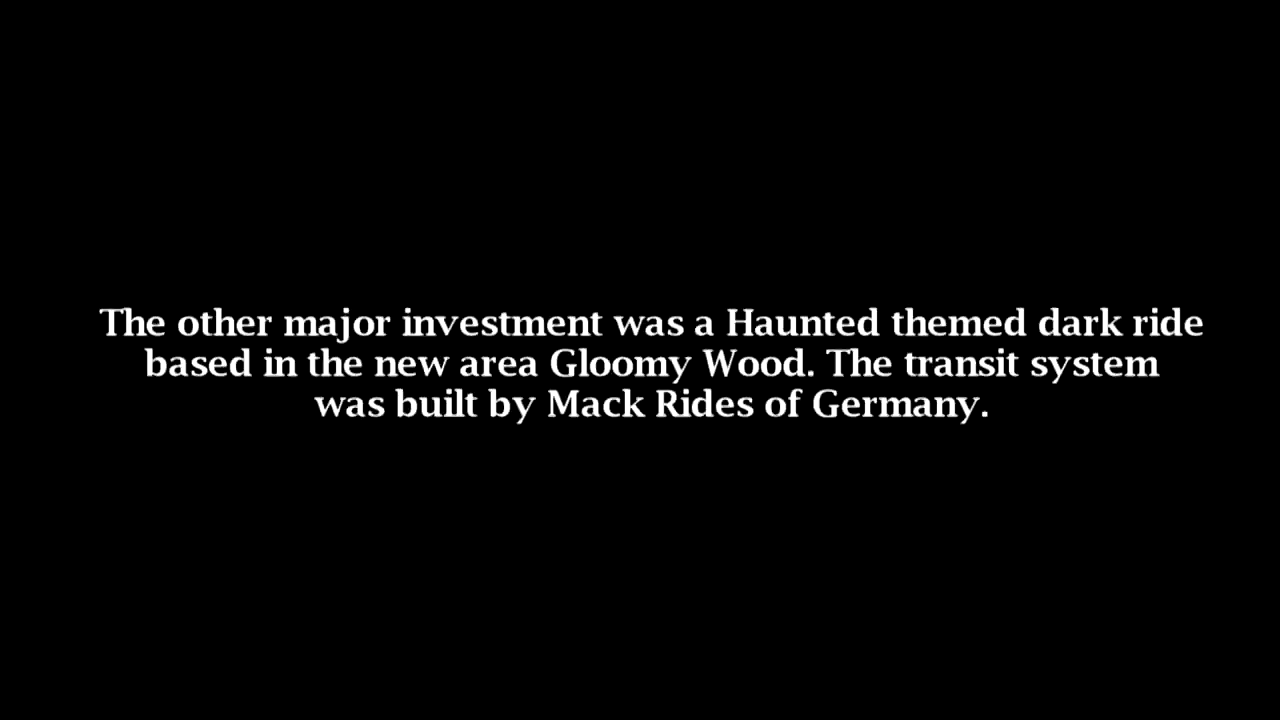 The other major investment was a Haunted themed dark ride
based in the new area Gloomy Wood. The transit system
was built by Mack Rides of Germany.